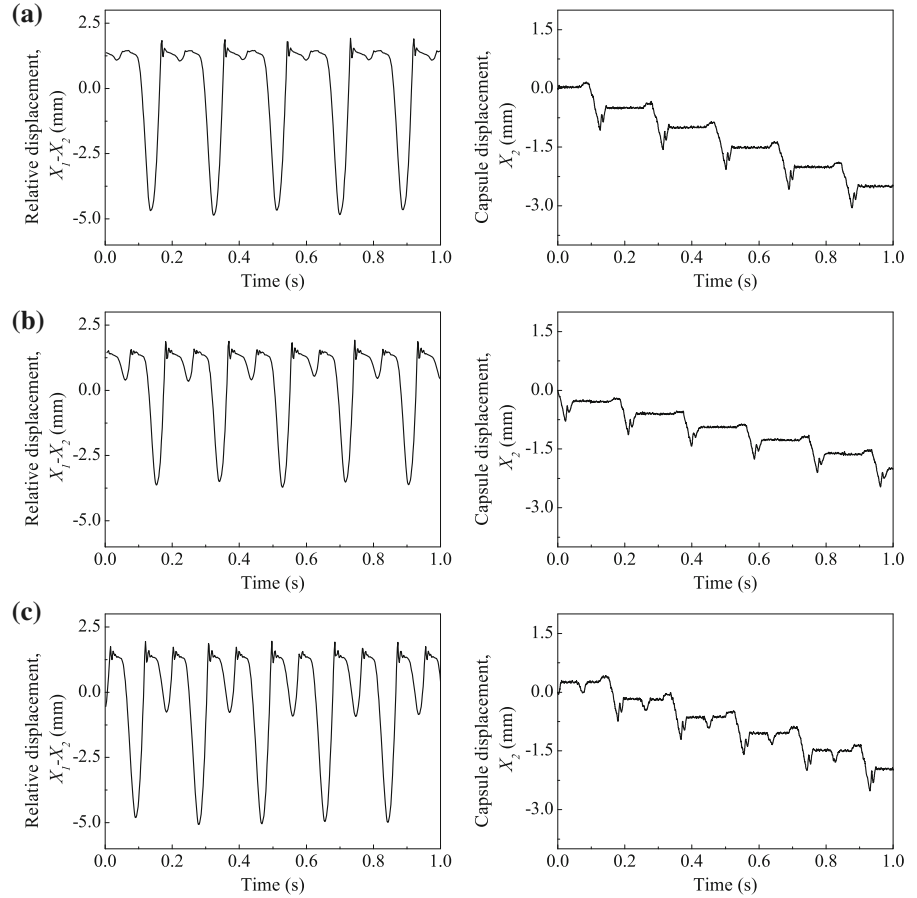 (a)
2.5
0.0
-2.5
-5.0
Relative displacement,
X1-X2 (mm)
0.0 0.2 0.4 0.6 0.8 1.0
Time (s)
1.5
0.0
-1.5
-3.0
Capsule displacement,
X2 (mm)
0.0 0.2 0.4 0.6 0.8 1.0
Time (s)
(b)
2.5
0.0
-2.5
-5.0
Relative displacement,
X1-X2 (mm)
0.0 0.2 0.4 0.6 0.8 1.0
Time (s)
1.5
0.0
-1.5
-3.0
Capsule displacement,
X2 (mm)
0.0 0.2 0.4 0.6 0.8 1.0
Time (s)
(c)
2.5
0.0
-2.5
-5.0
Relative displacement,
X1-X2 (mm)
0.0 0.2 0.4 0.6 0.8 1.0
Time (s)
1.5
0.0
-1.5
-3.0
Capsule displacement,
X2 (mm)
0.0 0.2 0.4 0.6 0.8 1.0
Time (s)